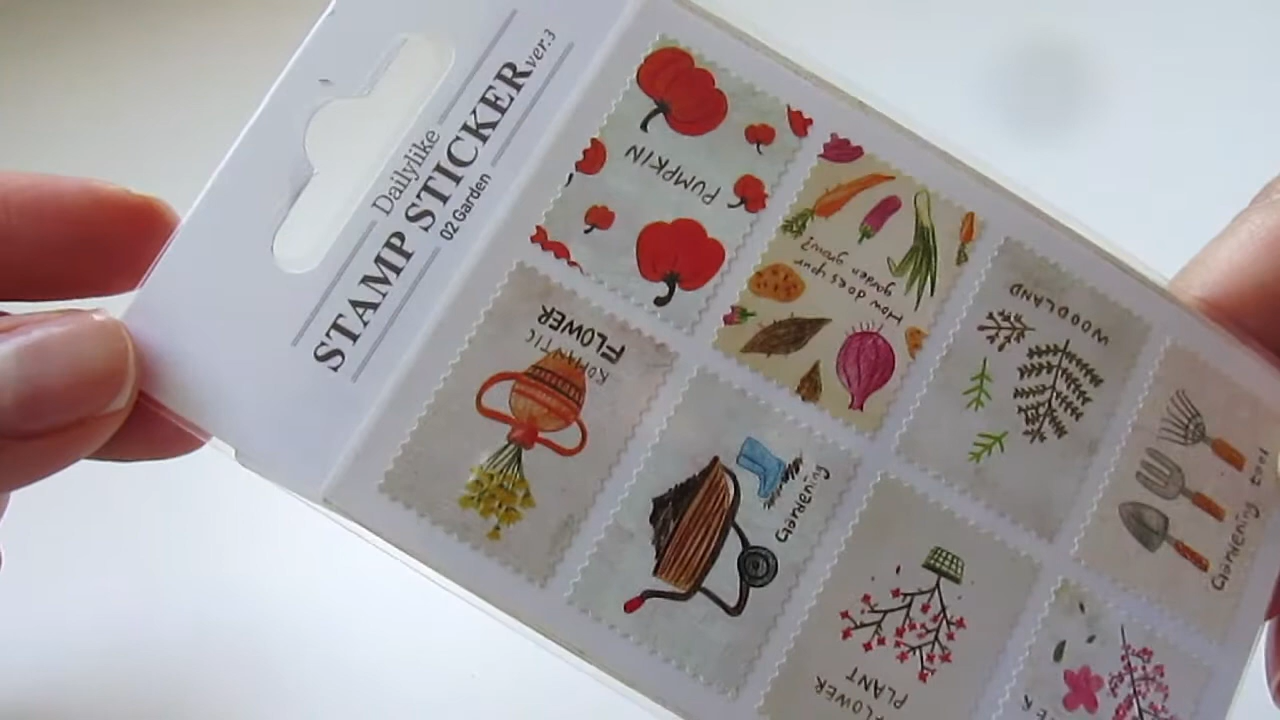 Dailylike
STAMP STICKER ver.3
02 Garden
PUMPKIN
How does your
garden grow?
WOODLAND
Gardening tool
ROMANTIC
FLOWER
Gardening
FLOWER
PLANT